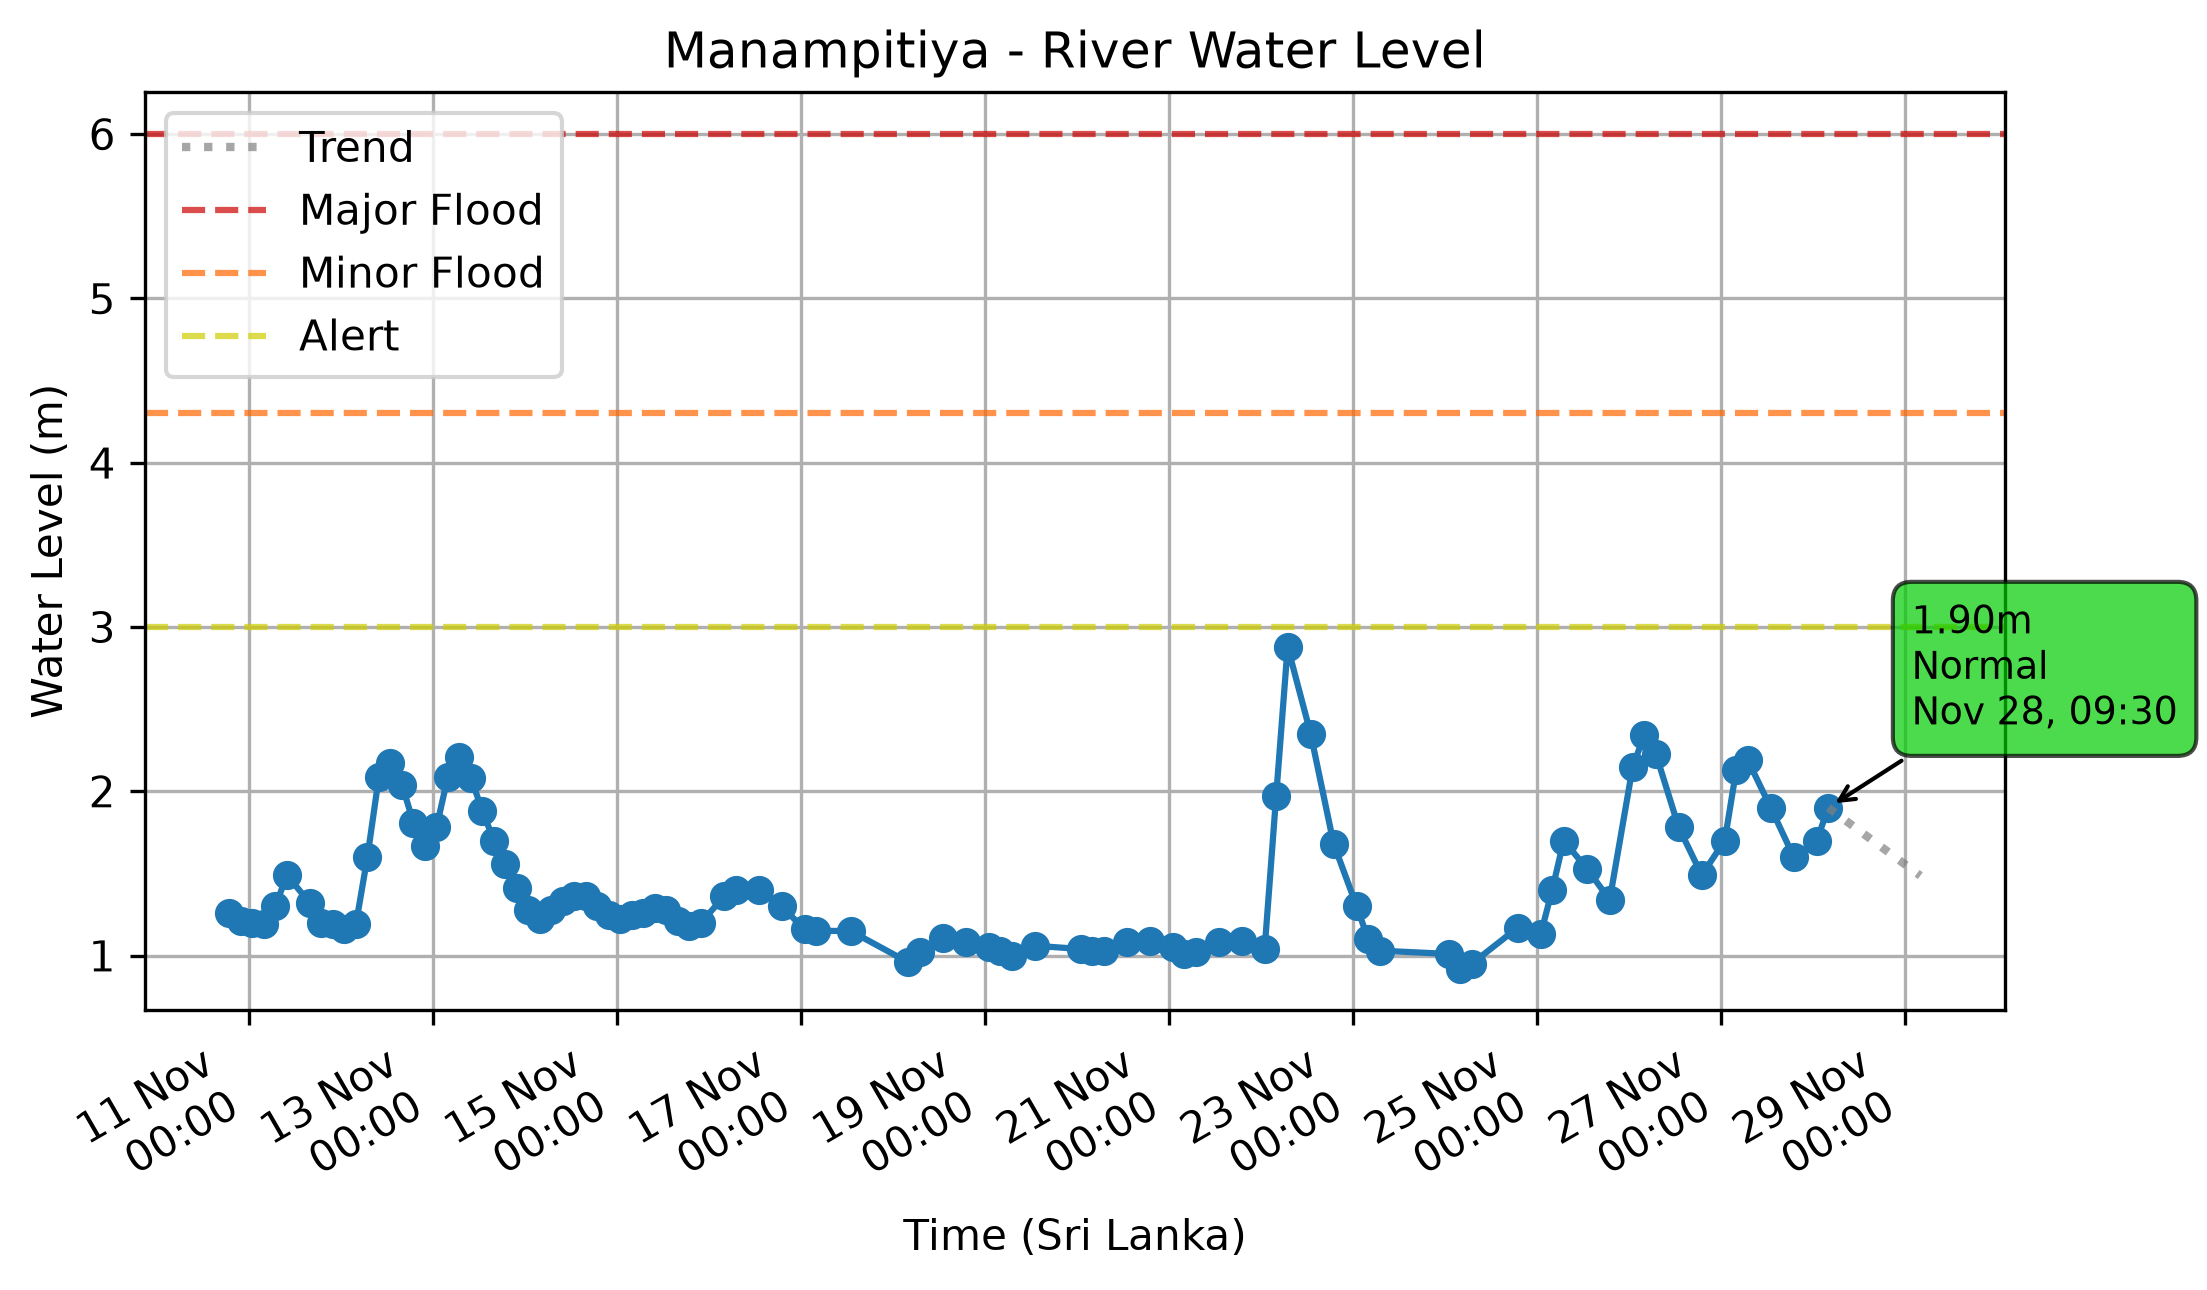 Manampitiya - River Water Level
Trend
Major Flood
Minor Flood
Alert
6
5
4
3
2
1
Water Level (m)
1.90m
Normal
Nov 28, 09:30
11 Nov
00:00
13 Nov
00:00
15 Nov
00:00
17 Nov
00:00
19 Nov
00:00
21 Nov
00:00
23 Nov
00:00
25 Nov
00:00
27 Nov
00:00
29 Nov
00:00
Time (Sri Lanka)